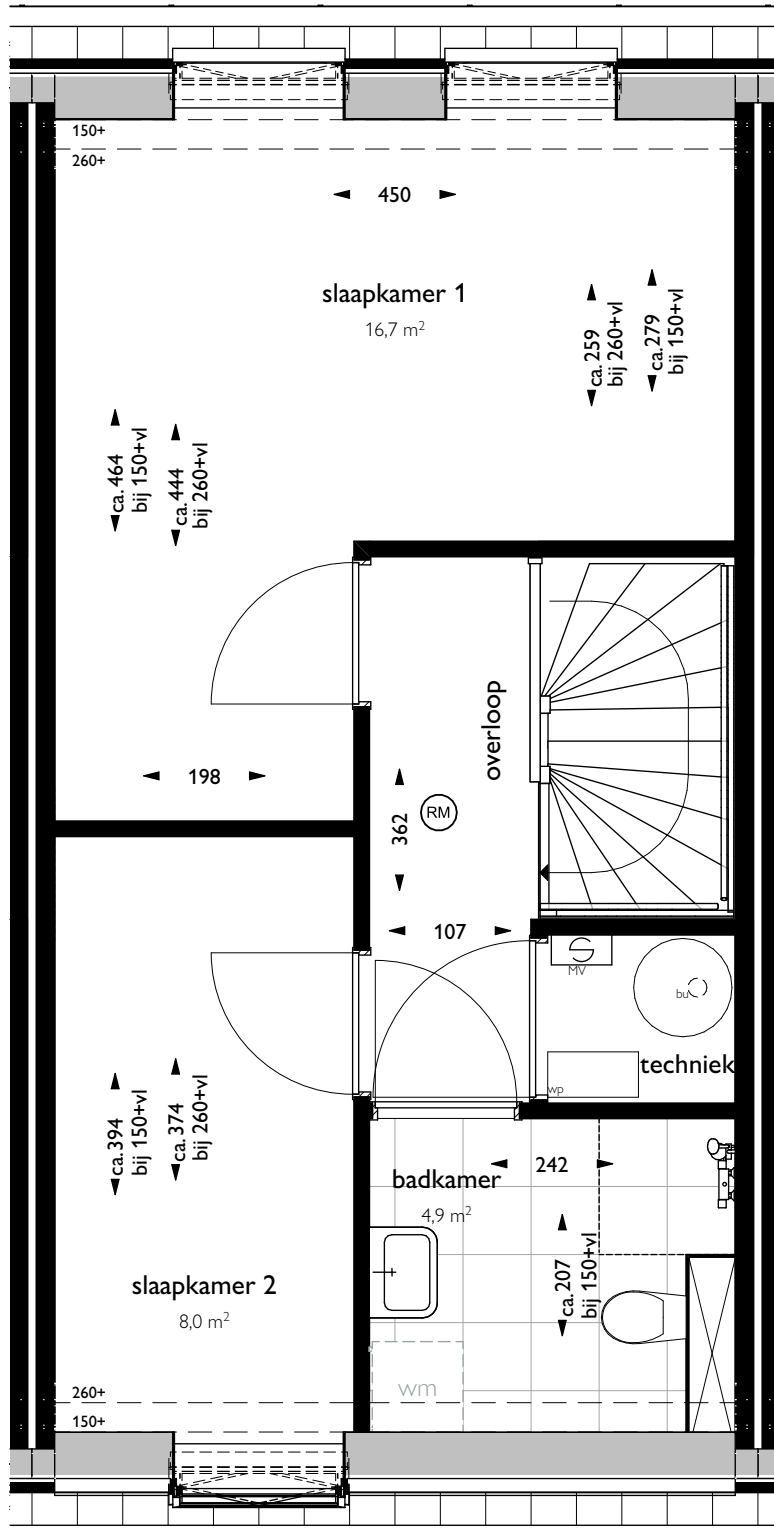 150+
260+
450
slaapkamer 1
16,7 m²
ca.259
bij 260+vl
ca.279
bij 150+vl
ca.464
bij 150+vl
ca.444
bij 260+vl
overloop
198
RM
362
107
MV
bu
techniek
wp
ca.394
bij 150+vl
ca.374
bij 260+vl
242
badkamer
4,9 m²
ca.207
bij 150+vl
slaapkamer 2
8,0 m²
wm
260+
150+